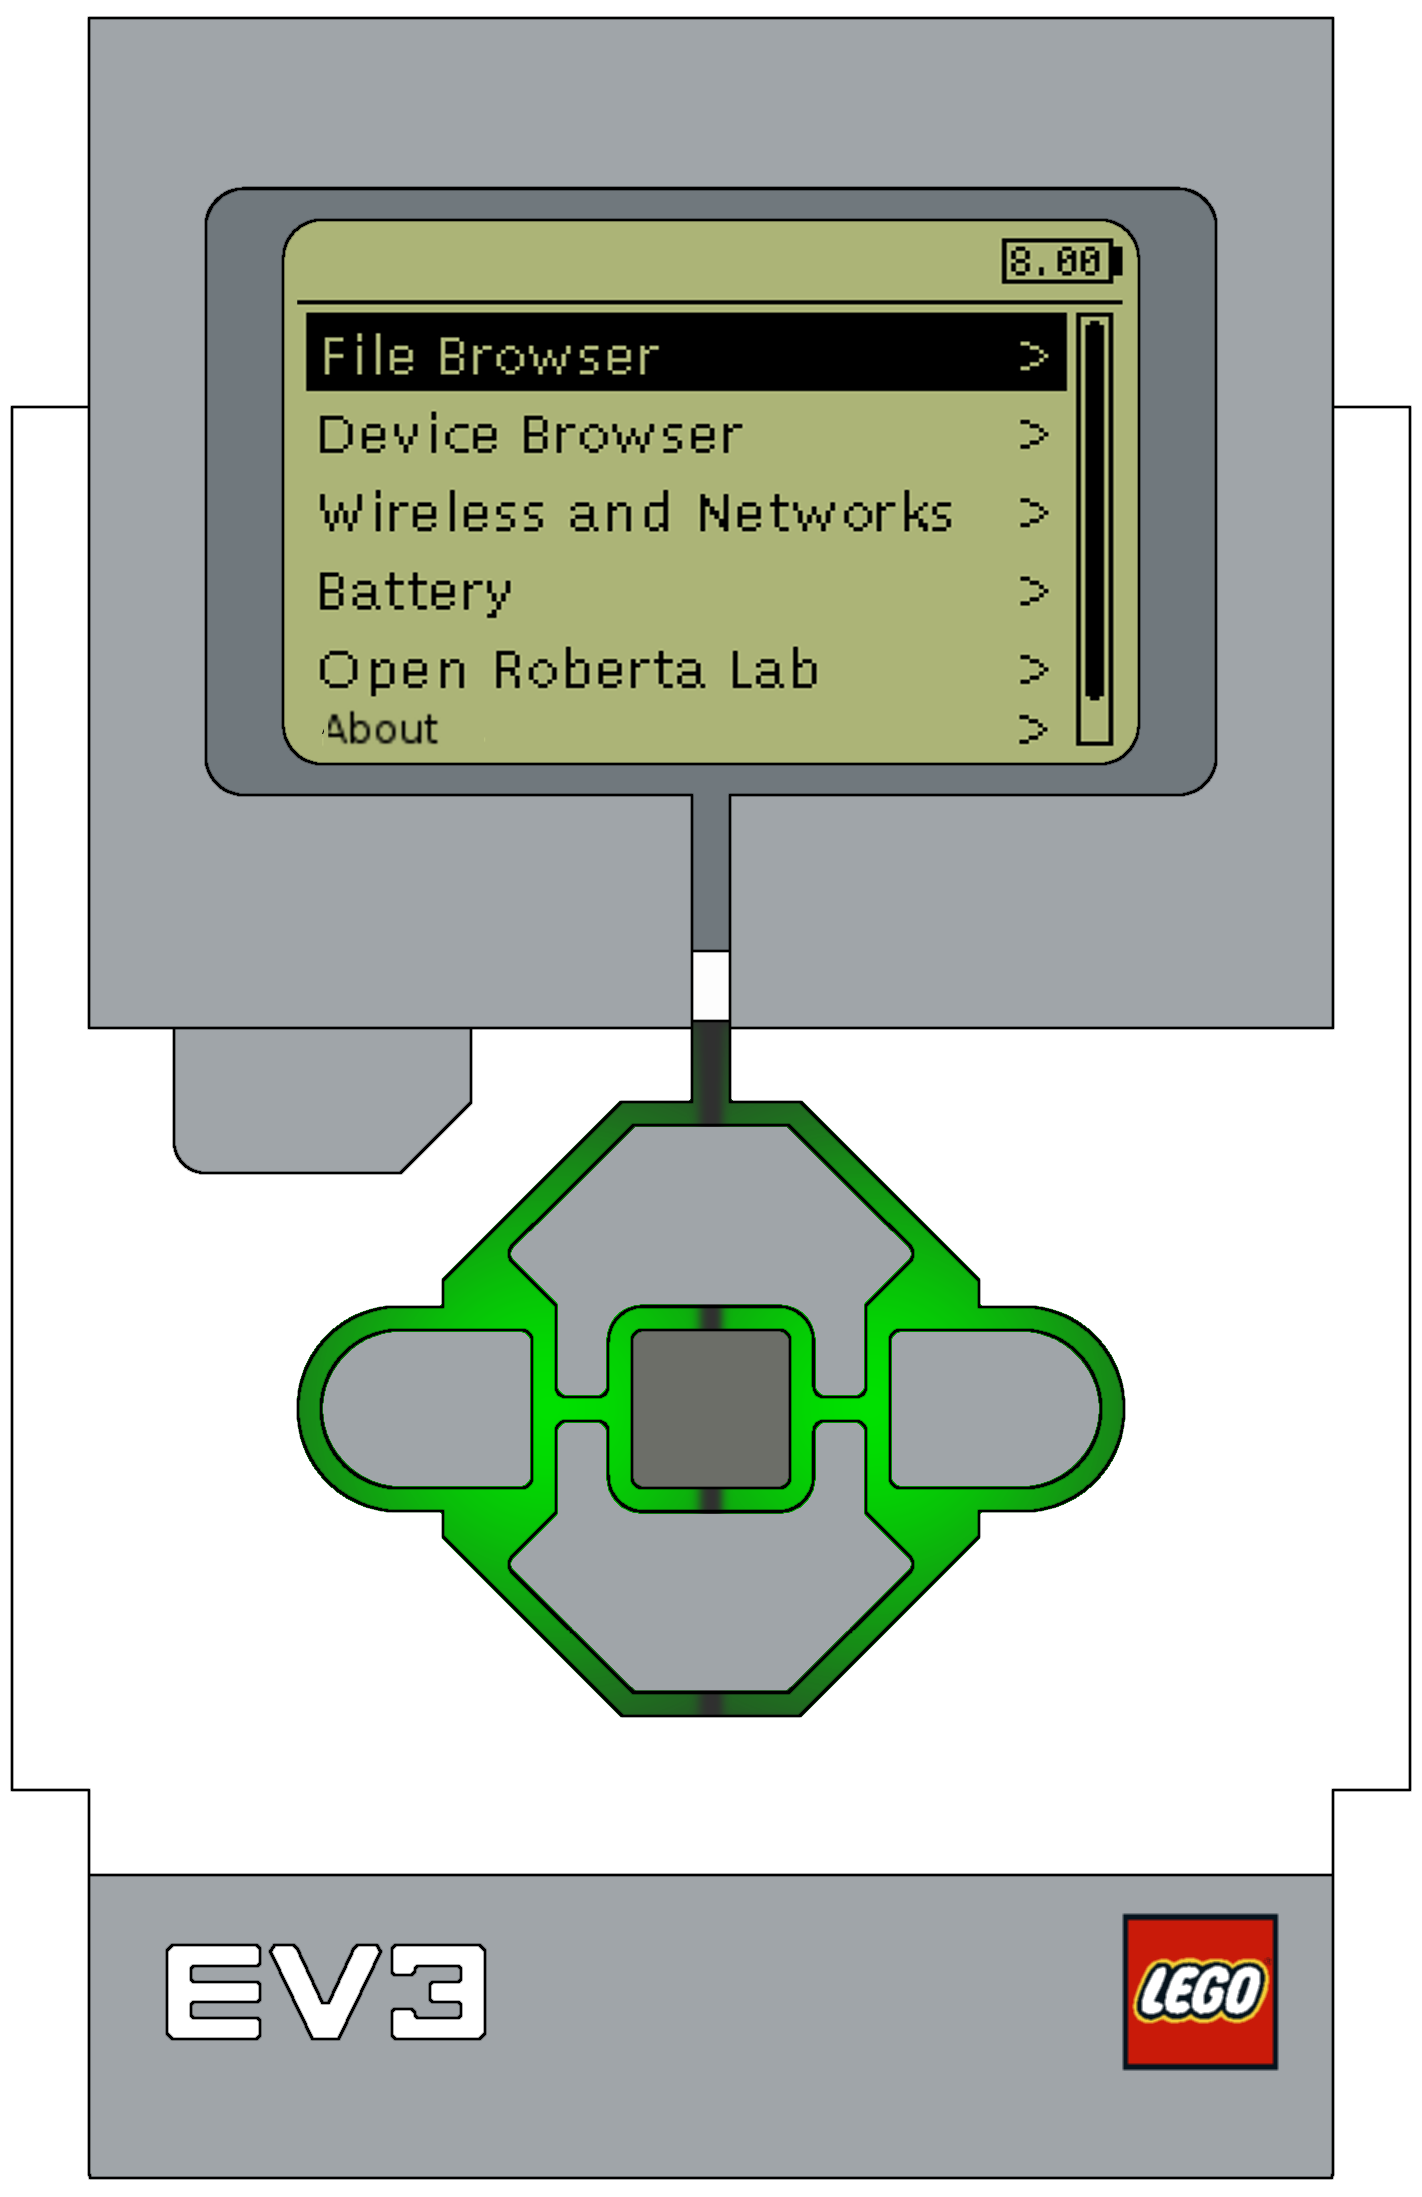 8.00
File Browser >
Device Browser >
Wireless and Networks >
Battery >
Open Roberta Lab >
About >
EV3
LEGO